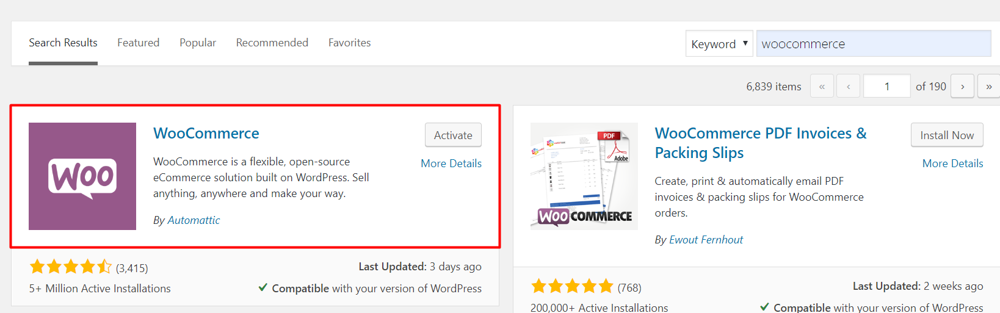 Search Results Featured Popular Recommended Favorites Keyword ▼ woocommerce
6,839 items « ‹ 1 of 190 › »
WooCommerce
Activate
More Details
WooCommerce is a flexible, open-source
eCommerce solution built on WordPress. Sell
anything, anywhere and make your way.
By Automattic
WOO
(3,415)
Last Updated: 3 days ago
5+ Million Active Installations
Compatible with your version of WordPress
PDF
Adobe
WOO COMMERCE
WooCommerce PDF Invoices &
Packing Slips
Install Now
More Details
Create, print & automatically email PDF
invoices & packing slips for WooCommerce
orders.
By Ewout Fernhout
(768)
Last Updated: 2 weeks ago
200,000+ Active Installations
Compatible with your version of WordPress